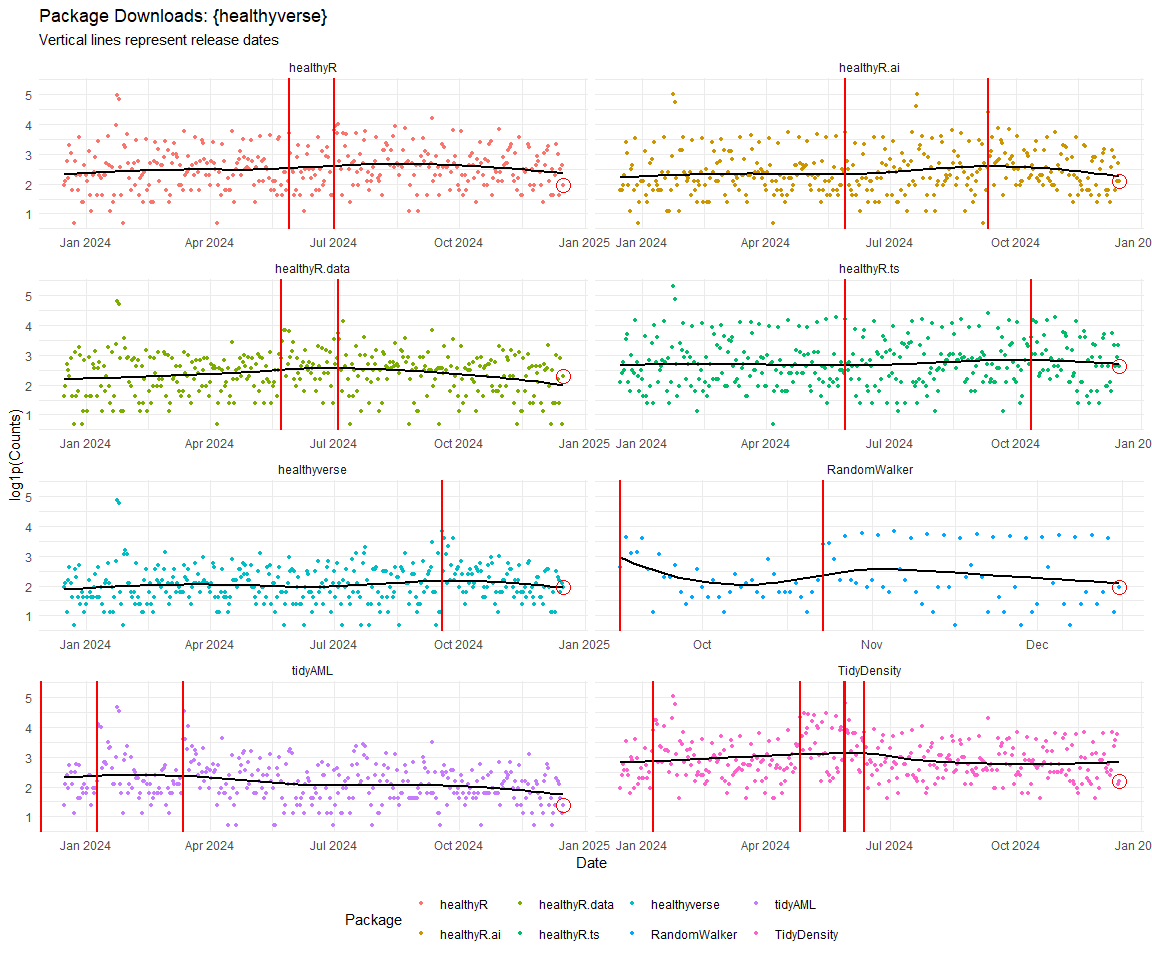 Package Downloads: {healthyverse}
Vertical lines represent release dates
healthyR
healthyR.ai
5
4
3
2
1
Jan 2024 Apr 2024 Jul 2024 Oct 2024 Jan 2025
Jan 2024 Apr 2024 Jul 2024 Oct 2024 Jan 20
healthyR.data
healthyR.ts
5
4
3
2
1
Jan 2024 Apr 2024 Jul 2024 Oct 2024 Jan 2025
Jan 2024 Apr 2024 Jul 2024 Oct 2024 Jan 20
log1p(Counts)
healthyverse
RandomWalker
5
4
3
2
1
Jan 2024 Apr 2024 Jul 2024 Oct 2024 Jan 2025
Oct Nov Dec
tidyAML
TidyDensity
5
4
3
2
1
Jan 2024 Apr 2024 Jul 2024 Oct 2024 Jan 2025
Jan 2024 Apr 2024 Jul 2024 Oct 2024 Jan 20
Date
Package
healthyR healthyR.data healthyverse tidyAML
healthyR.ai healthyR.ts RandomWalker TidyDensity